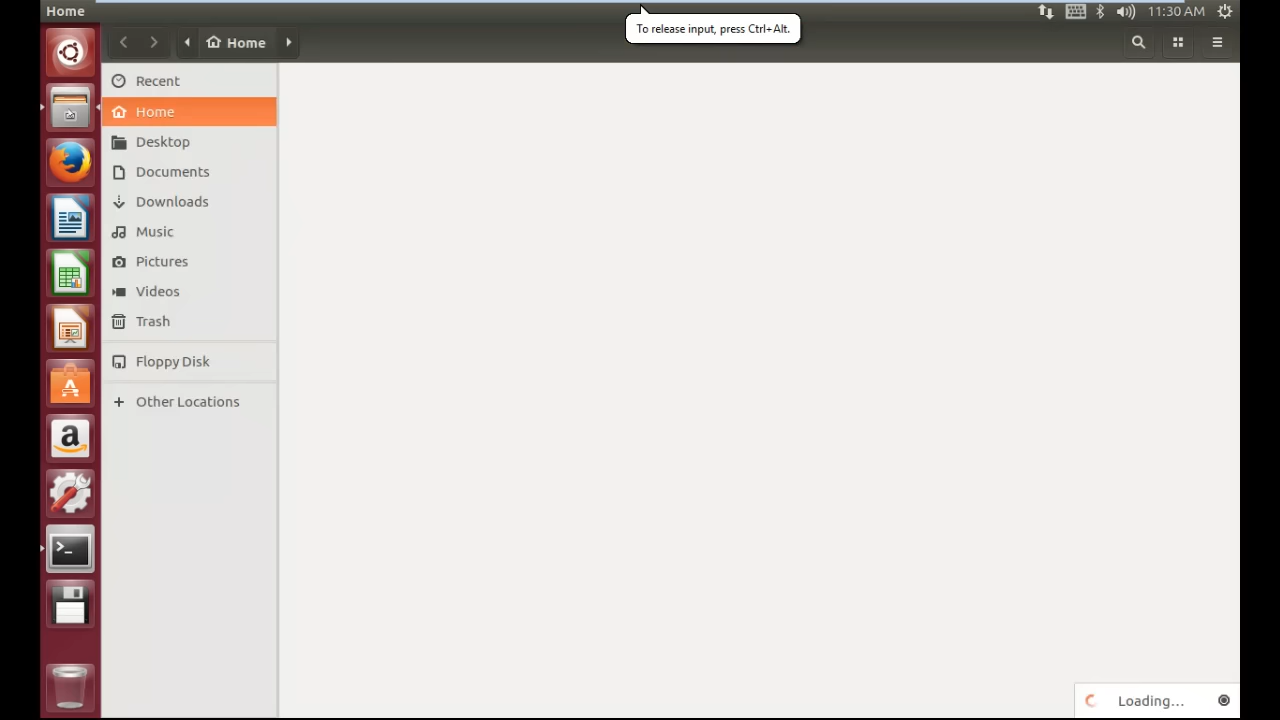 Home
11:30 AM
To release input, press Ctrl+Alt.
Home
Recent
Home
Desktop
Documents
Downloads
Music
Pictures
Videos
Trash
Floppy Disk
Other Locations
Loading...